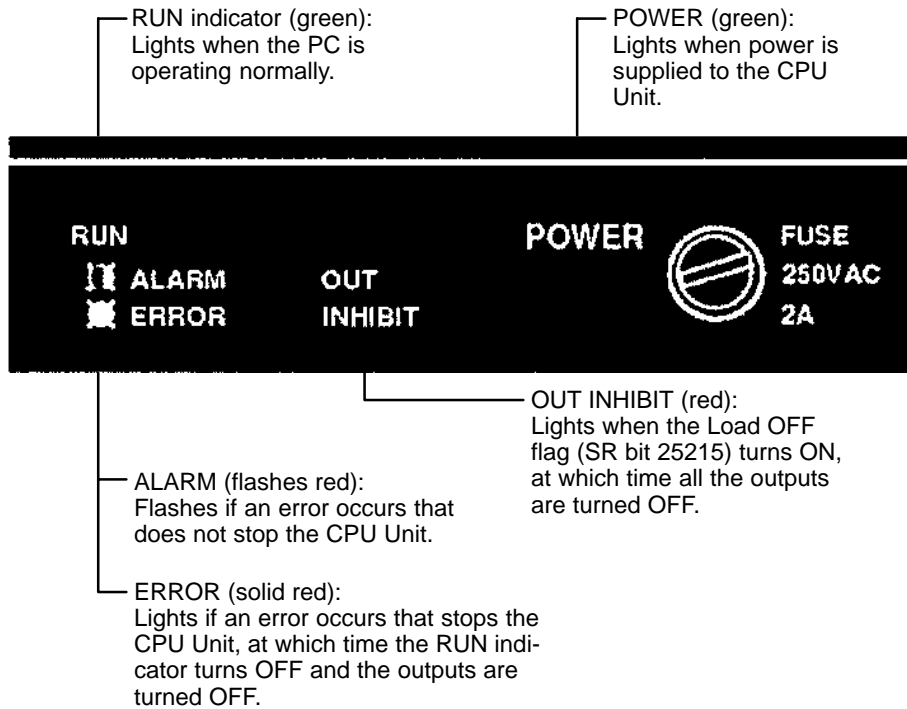 RUN indicator (green):
Lights when the PC is
operating normally.
POWER (green):
Lights when power is
supplied to the CPU
Unit.
RUN
ALARM
ERROR
OUT
INHIBIT
POWER
FUSE
250VAC
2A
OUT INHIBIT (red):
Lights when the Load OFF
flag (SR bit 25215) turns ON,
at which time all the outputs
are turned OFF.
ALARM (flashes red):
Flashes if an error occurs that
does not stop the CPU Unit.
ERROR (solid red):
Lights if an error occurs that stops the
CPU Unit, at which time the RUN indi-
cator turns OFF and the outputs are
turned OFF.